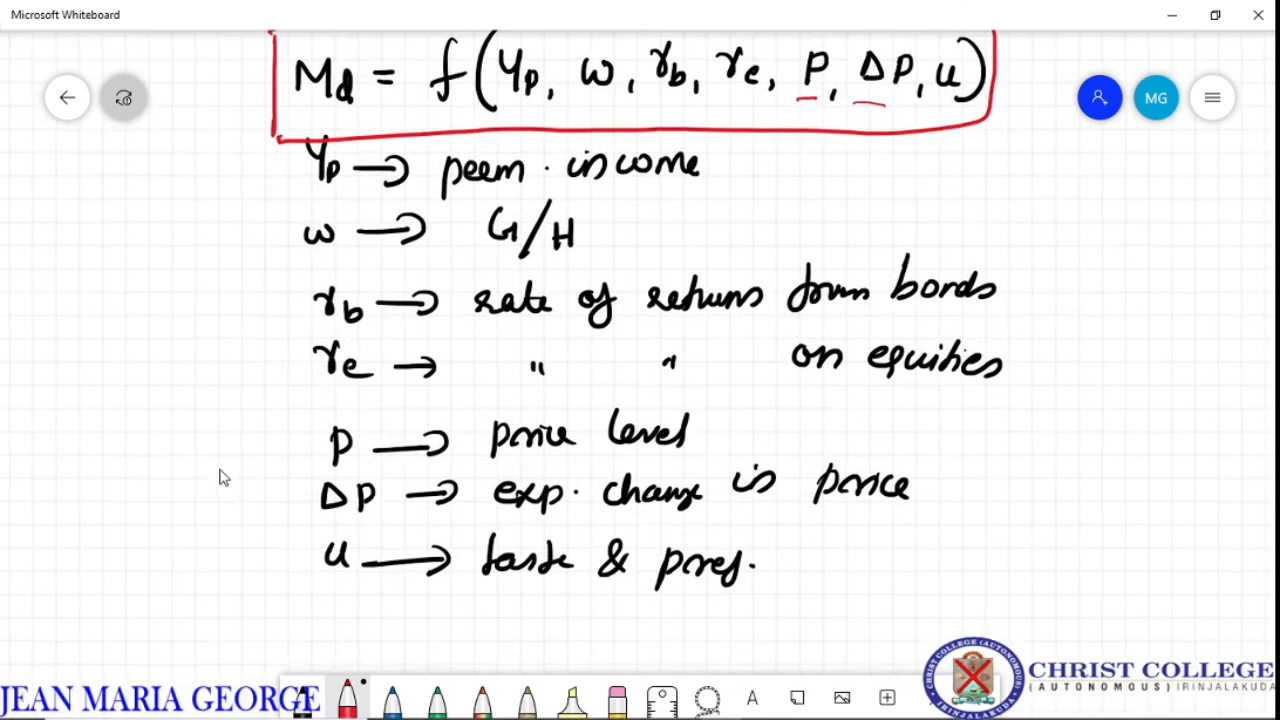 Microsoft Whiteboard
Md = f(Yp, w, rb, re, P, ΔP, u)
MG
Yp → peem. income
w → G/H
rb → rate of returns from bonds
re → " " on equities
P → price level
ΔP → exp. change in price
u → taste & pref.
A
JEAN MARIA GEORGE
CHRIST COLLEGE
(AUTONOMOUS) IRINJALAKUDA